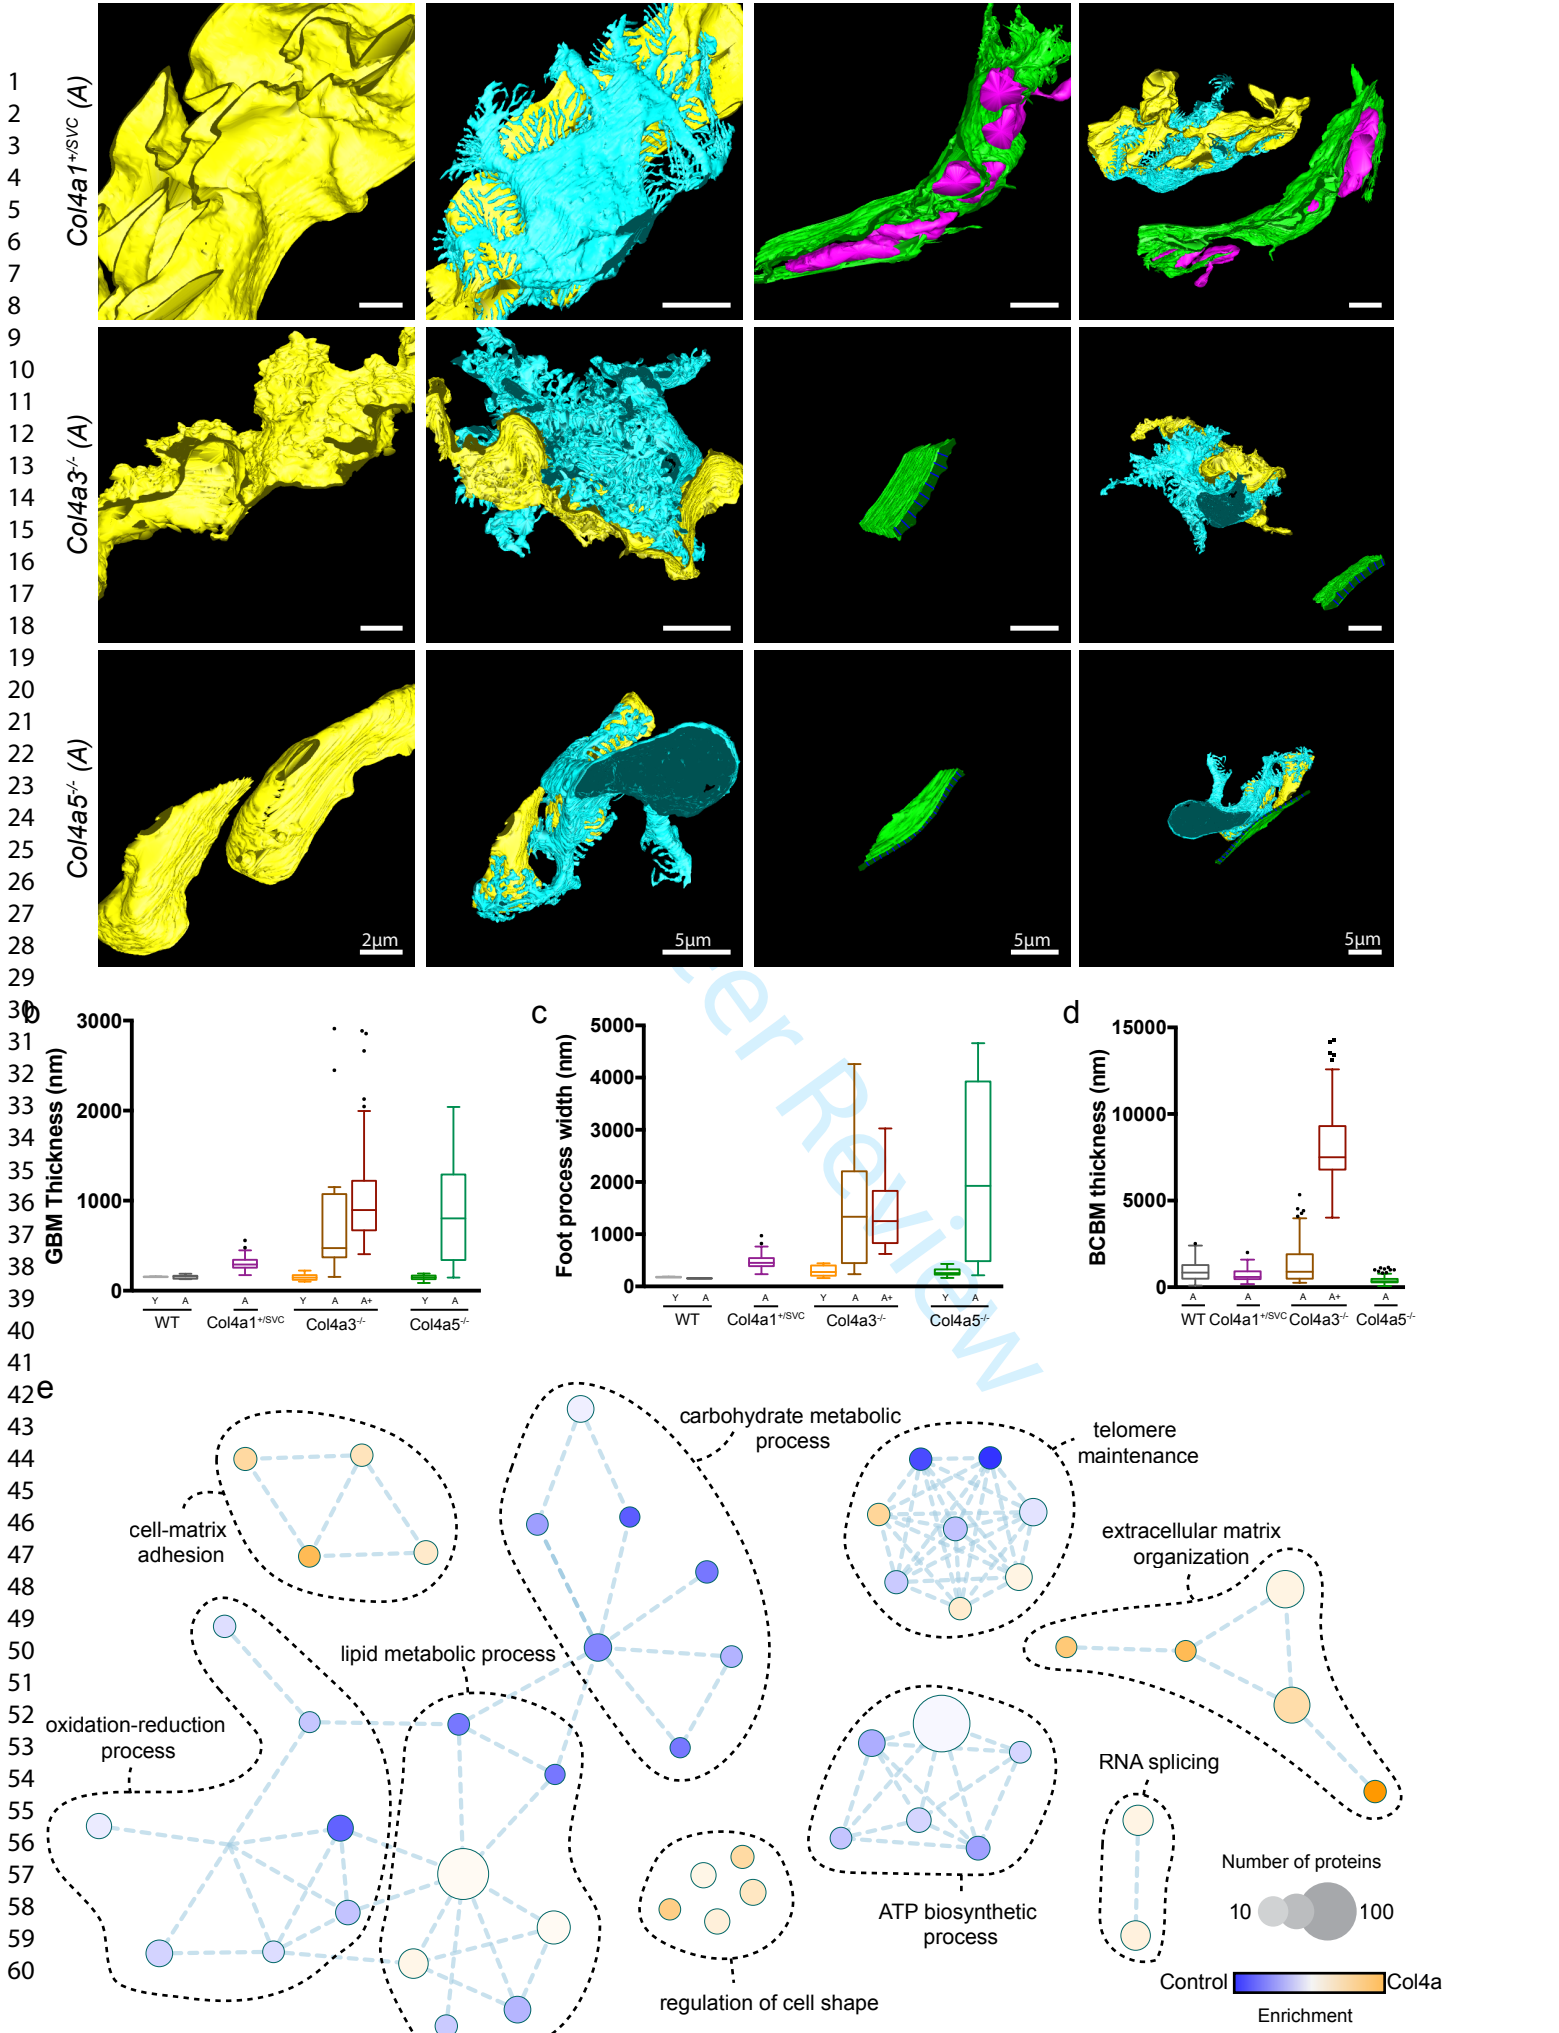 1
2
3
4
5
6
7
8
9
10
11
12
13
14
15
16
17
18
19
20
21
22
23
24
25
26
27
28
29
30
31
32
33
34
35
36
37
38
39
40
41
42
43
44
45
46
47
48
49
50
51
52
53
54
55
56
57
58
59
60
Col4a1+/SVC (A)
Col4a3-/- (A)
Col4a5-/- (A)
2µm
5µm
5µm
5µm
b
GBM Thickness (nm)
3000
2000
1000
0
Y A A Y A A+ Y A
WT Col4a1+/SVC Col4a3-/- Col4a5-/-
c
Foot process width (nm)
5000
4000
3000
2000
1000
0
Y A A Y A A+ Y A
WT Col4a1+/SVC Col4a3-/- Col4a5-/-
d
BCBM thickness (nm)
15000
10000
5000
0
A A A A+ A
WT Col4a1+/SVC Col4a3-/- Col4a5-/-
Review
e
carbohydrate metabolic
process
telomere
maintenance
cell-matrix
adhesion
extracellular matrix
organization
lipid metabolic process
oxidation-reduction
process
RNA splicing
Number of proteins
10 100
ATP biosynthetic
process
regulation of cell shape
Control Col4a
Enrichment